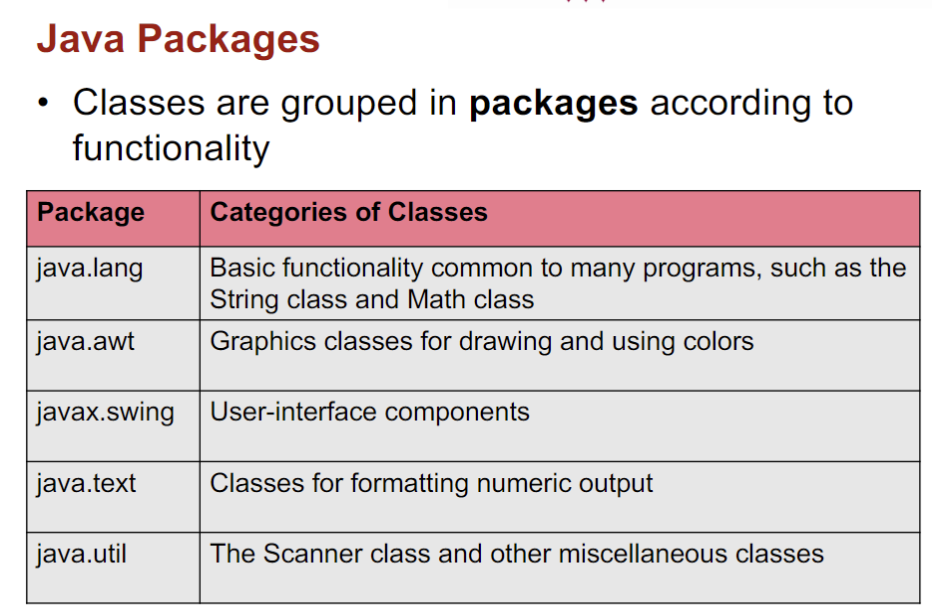 Java Packages
• Classes are grouped in packages according to
functionality
Package Categories of Classes
java.lang Basic functionality common to many programs, such as the
String class and Math class
java.awt Graphics classes for drawing and using colors
javax.swing User-interface components
java.text Classes for formatting numeric output
java.util The Scanner class and other miscellaneous classes